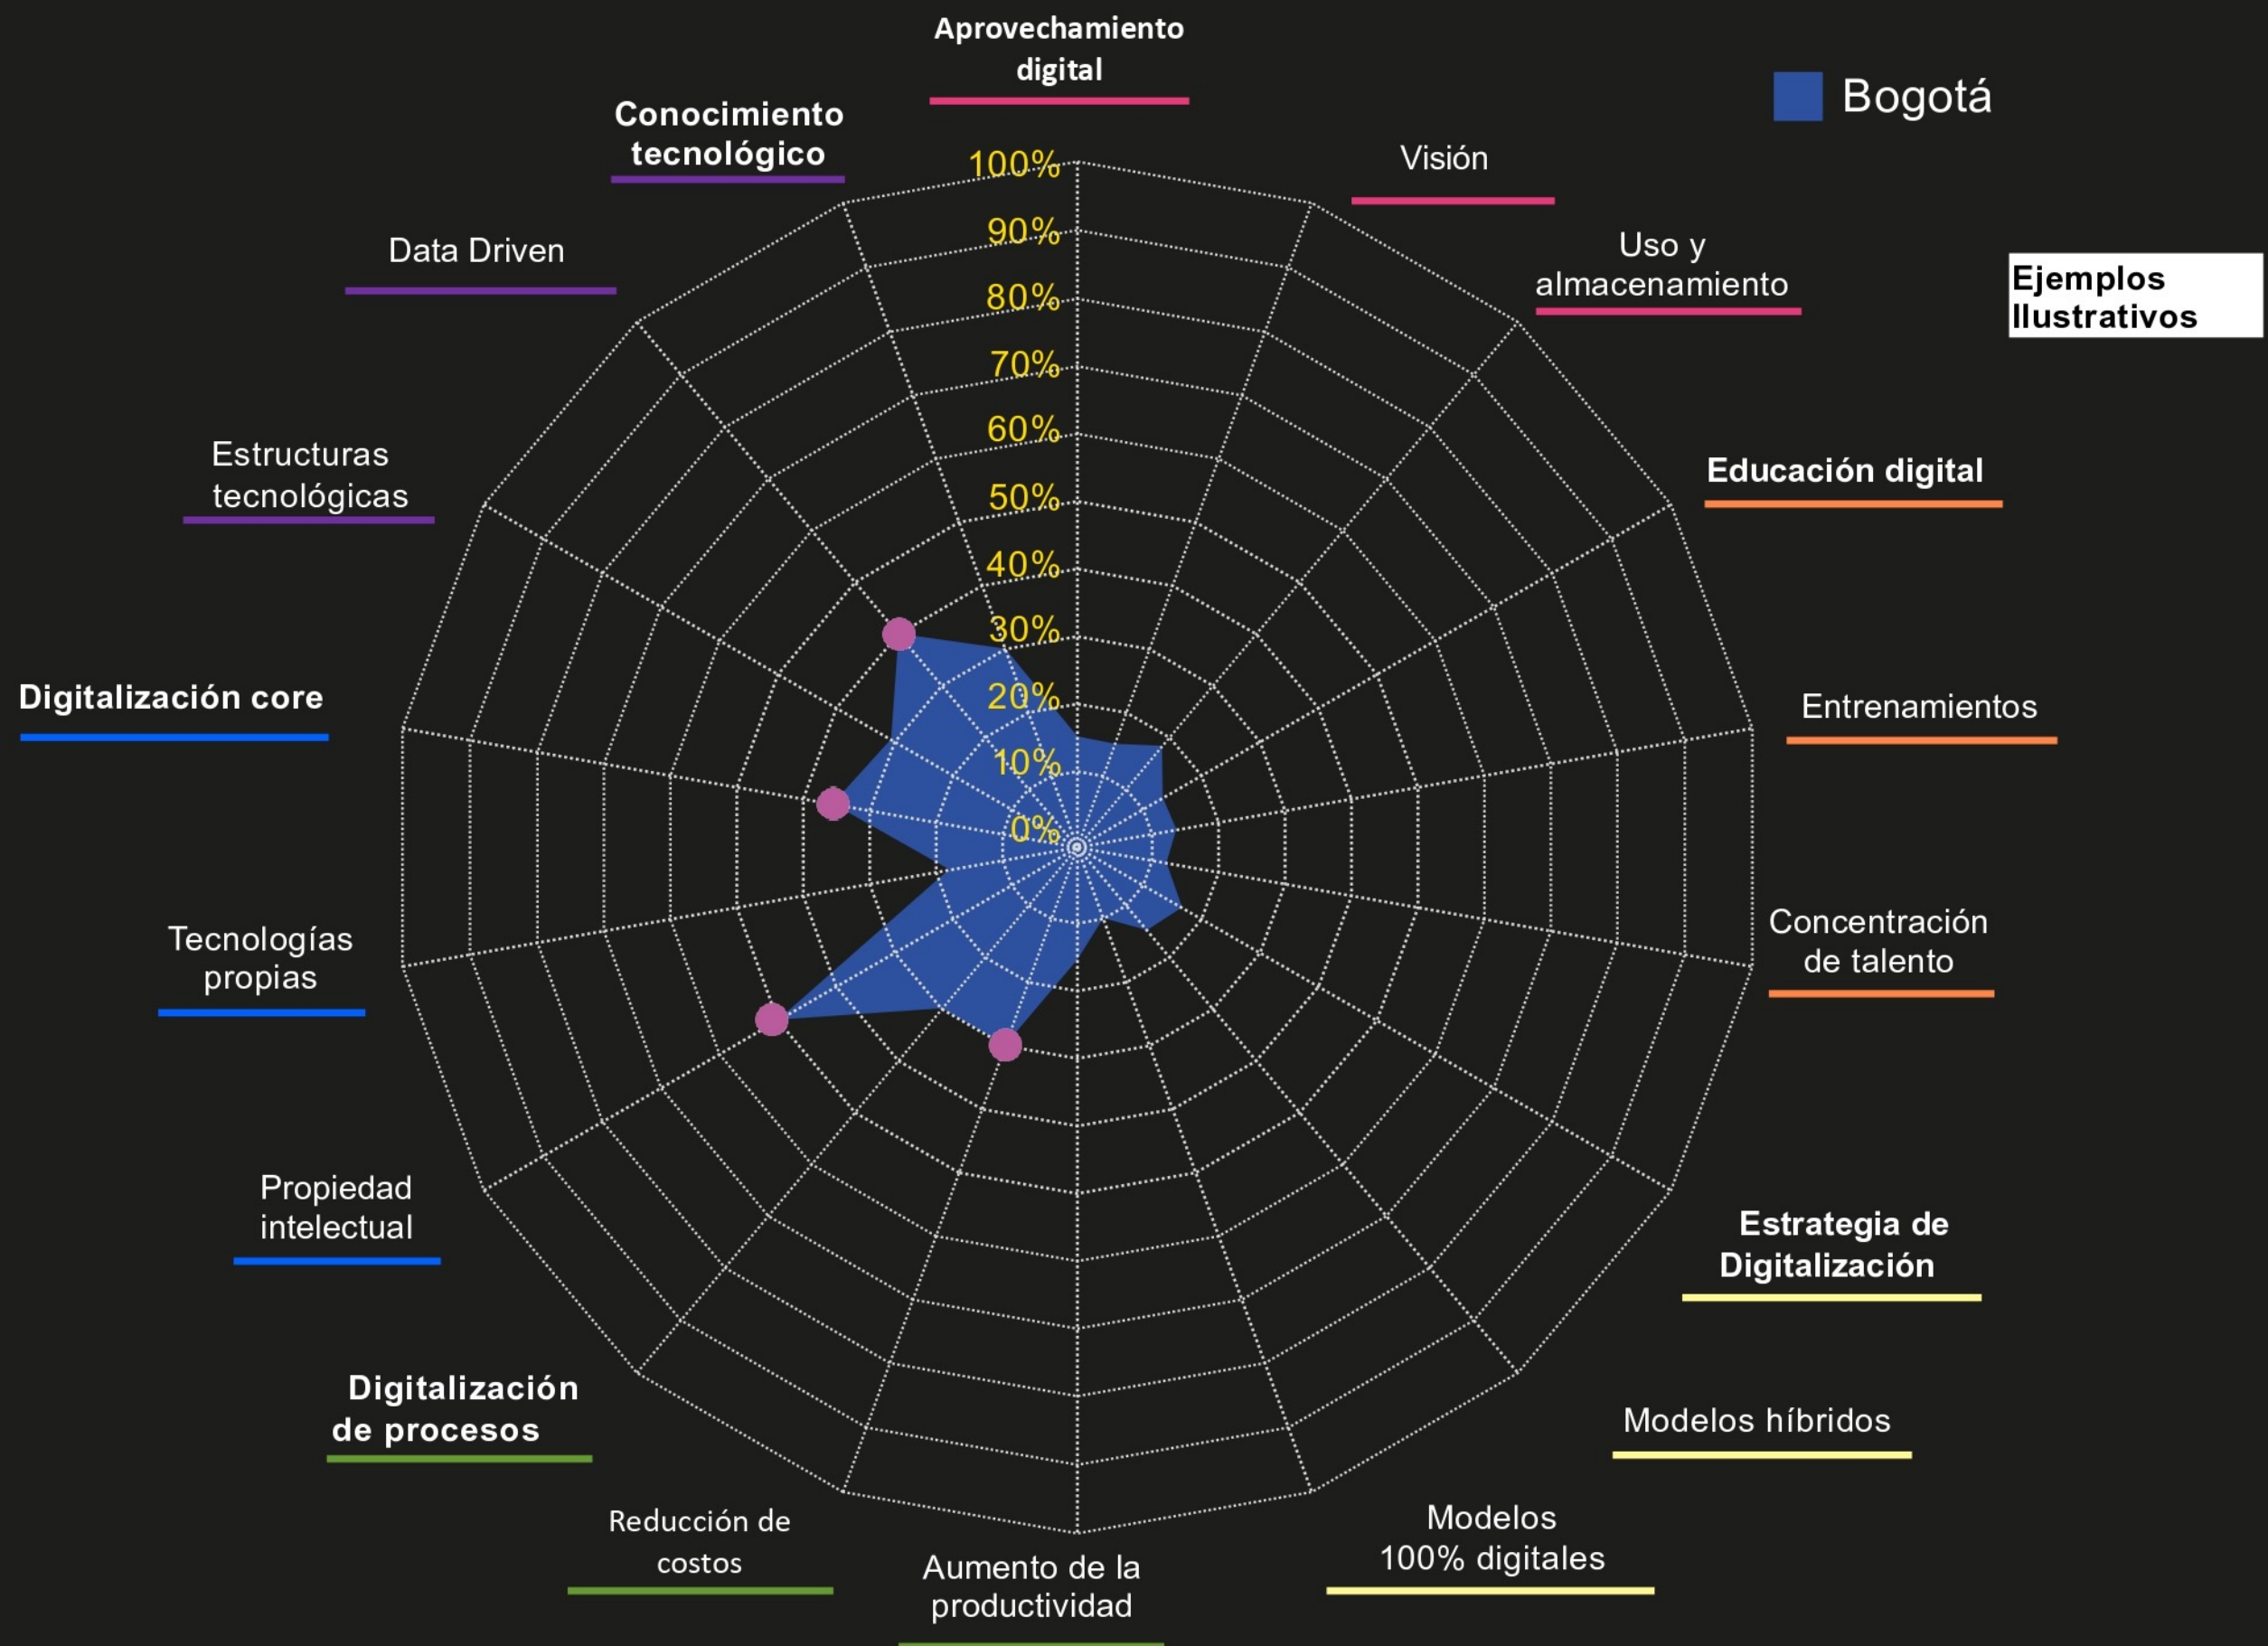 Aprovechamiento
digital
Bogotá
Conocimiento
tecnológico
Visión
Data Driven
Uso y
almacenamiento
Ejemplos
Ilustrativos
100%
90%
80%
70%
60%
50%
40%
30%
20%
10%
0%
Estructuras
tecnológicas
Educación digital
Digitalización core
Entrenamientos
Tecnologías
propias
Concentración
de talento
Propiedad
intelectual
Estrategia de
Digitalización
Digitalización
de procesos
Modelos híbridos
Reducción de
costos
Aumento de la
productividad
Modelos
100% digitales